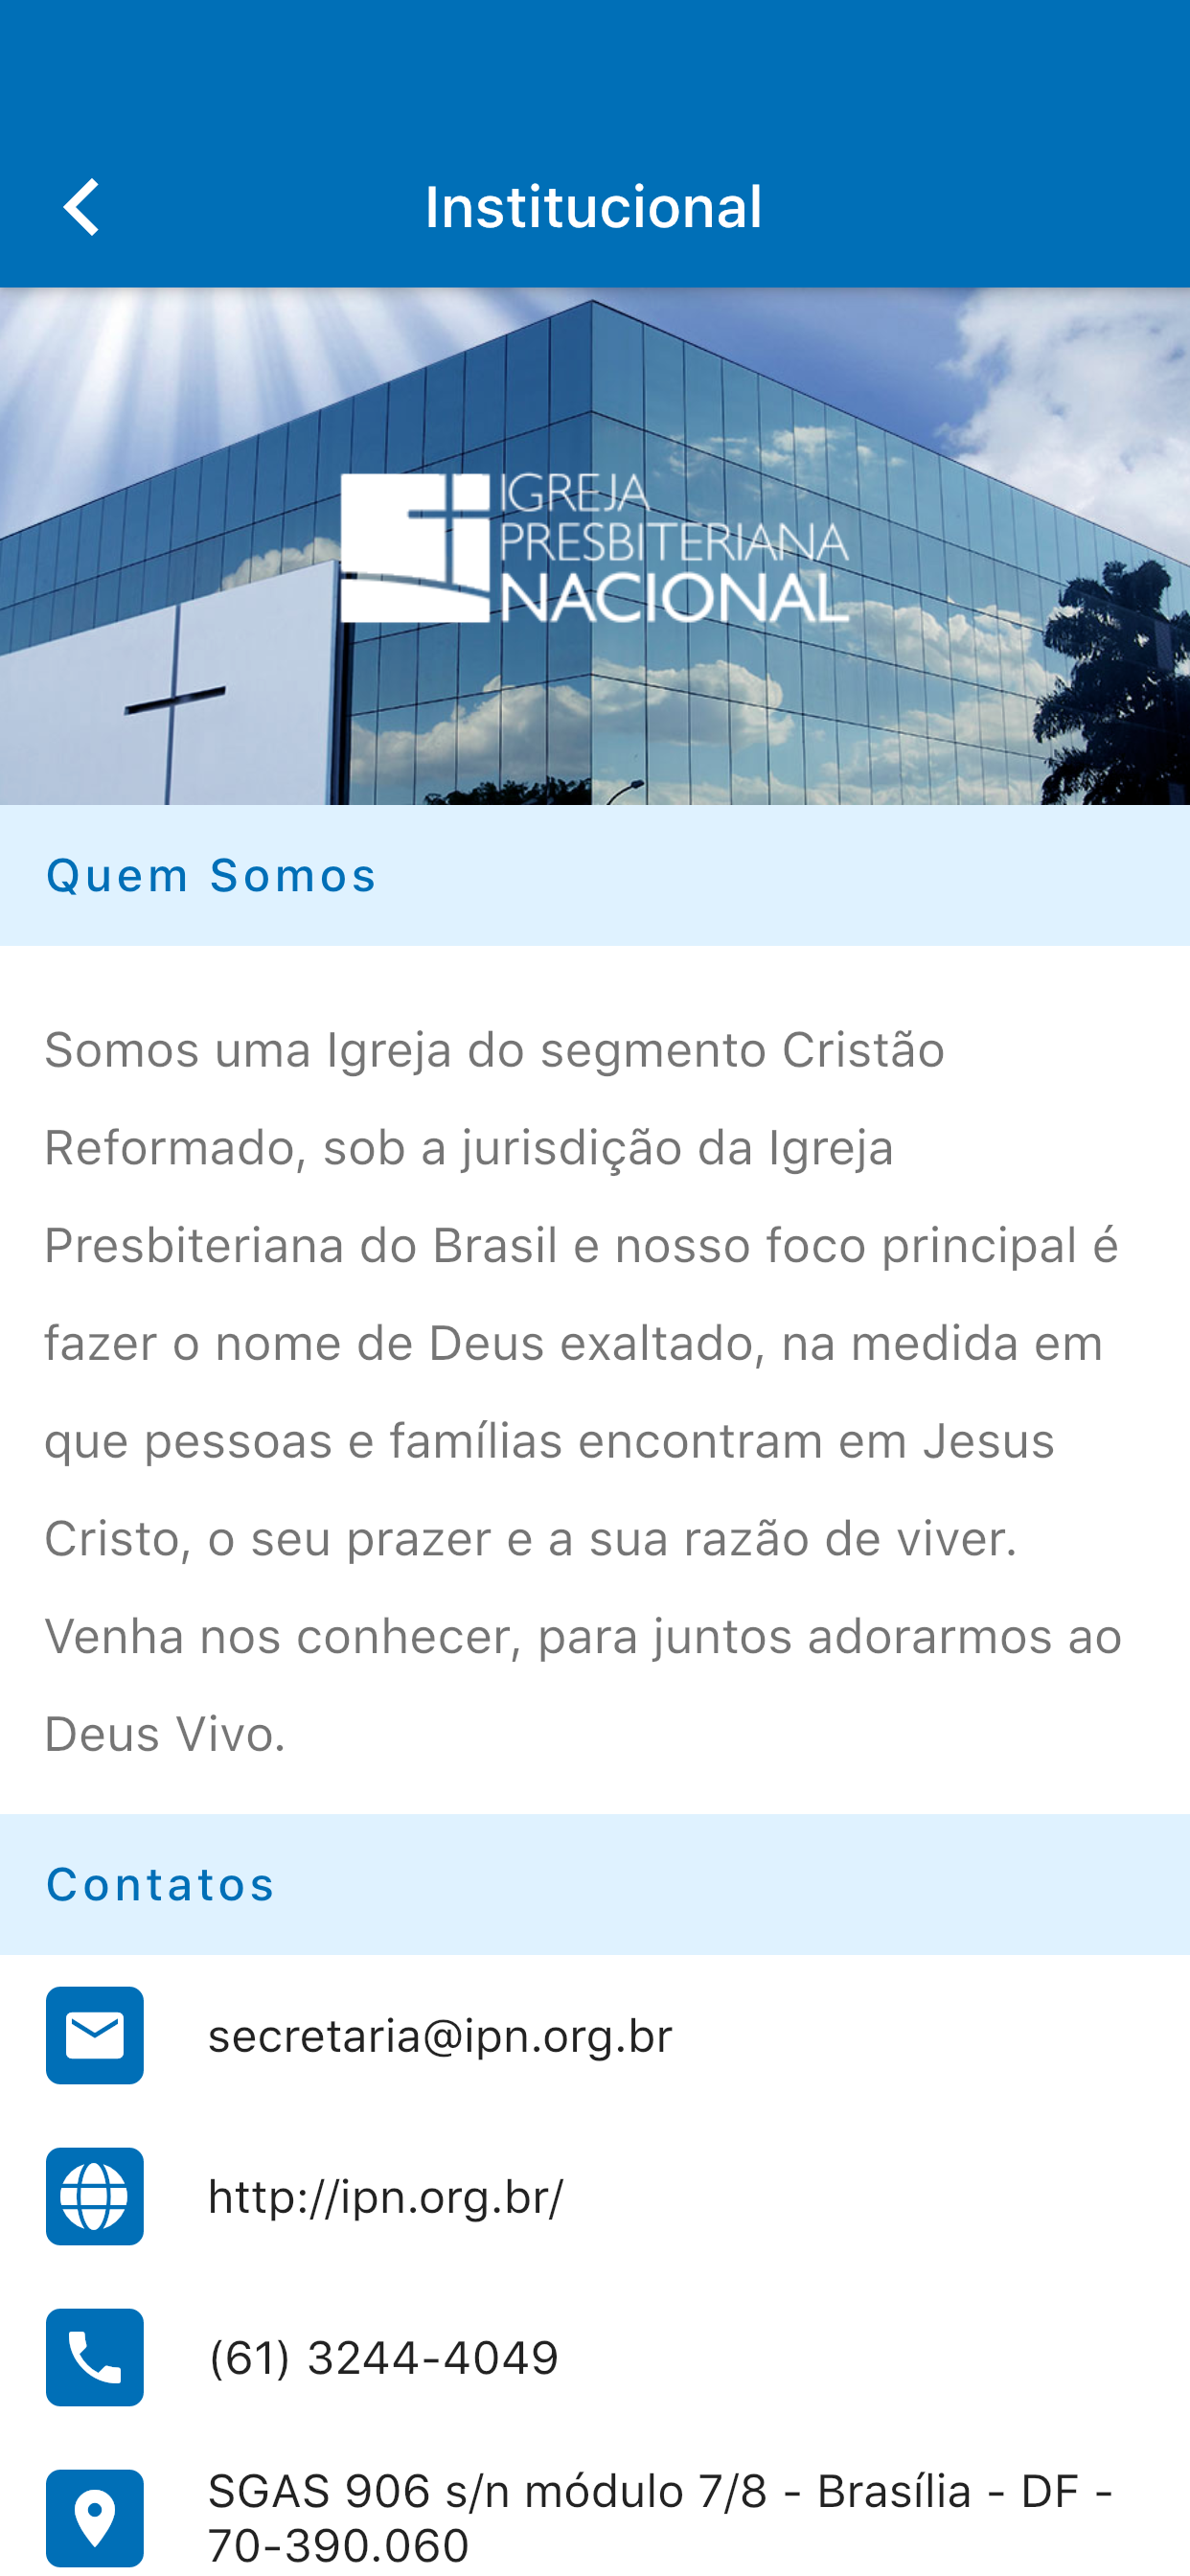 Institucional
IGREJA
PRESBITERIANA
NACIONAL
Quem Somos
Somos uma Igreja do segmento Cristão
Reformado, sob a jurisdição da Igreja
Presbiteriana do Brasil e nosso foco principal é
fazer o nome de Deus exaltado, na medida em
que pessoas e famílias encontram em Jesus
Cristo, o seu prazer e a sua razão de viver.
Venha nos conhecer, para juntos adorarmos ao
Deus Vivo.
Contatos
secretaria@ipn.org.br
http://ipn.org.br/
(61) 3244-4049
SGAS 906 s/n módulo 7/8 - Brasília - DF -
70-390.060